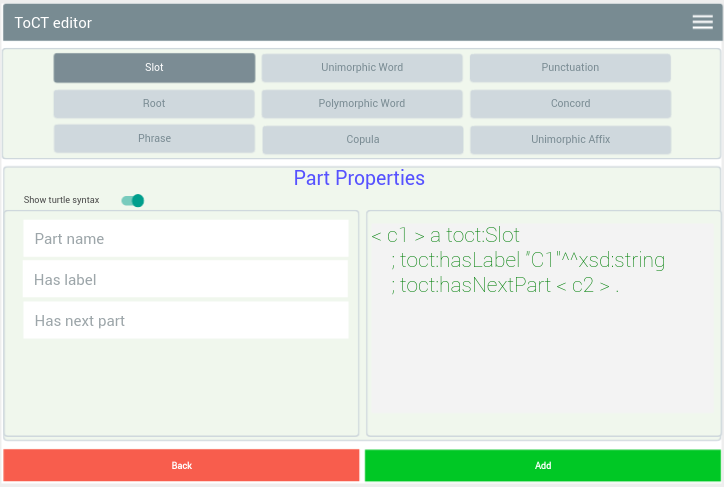 ToCT editor
Slot
Unimorphic Word
Punctuation
Root
Polymorphic Word
Concord
Phrase
Copula
Unimorphic Affix
Part Properties
Show turtle syntax
Part name
Has label
Has next part
< c1 > a toct:Slot
; toct:hasLabel "C1"^^xsd:string
; toct:hasNextPart < c2 > .
Back
Add